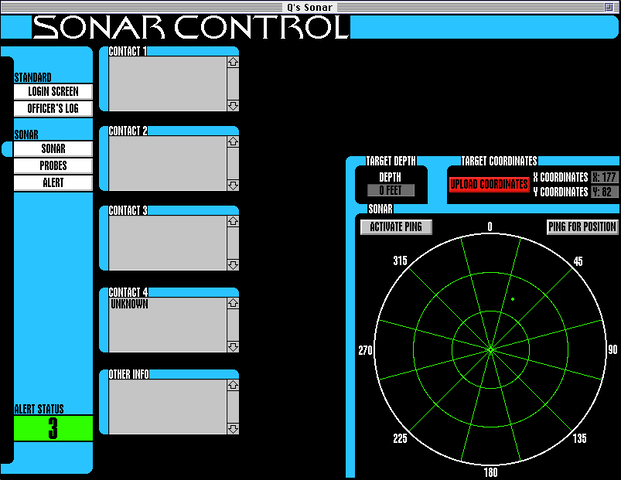 Q's Sonar
SONAR CONTROL
STANDARD
LOGIN SCREEN
OFFICER'S LOG
SONAR
SONAR
PROBES
ALERT
ALERT STATUS
3
CONTACT 1
CONTACT 2
CONTACT 3
CONTACT 4
UNKNOWN
OTHER INFO
TARGET DEPTH
DEPTH
0 FEET
TARGET COORDINATES
UPLOAD COORDINATES
X COORDINATES X: 177
Y COORDINATES Y: 82
SONAR
ACTIVATE PING
PING FOR POSITION
0
45
90
135
180
225
270
315